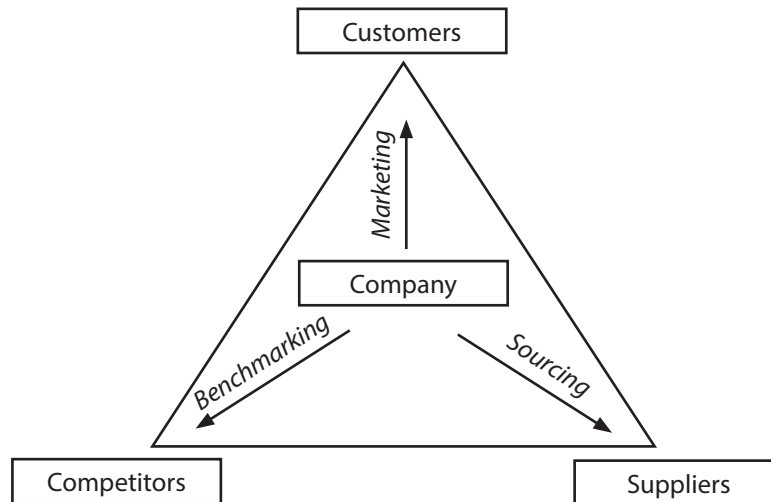 Customers
Marketing
Company
Benchmarking
Sourcing
Competitors
Suppliers